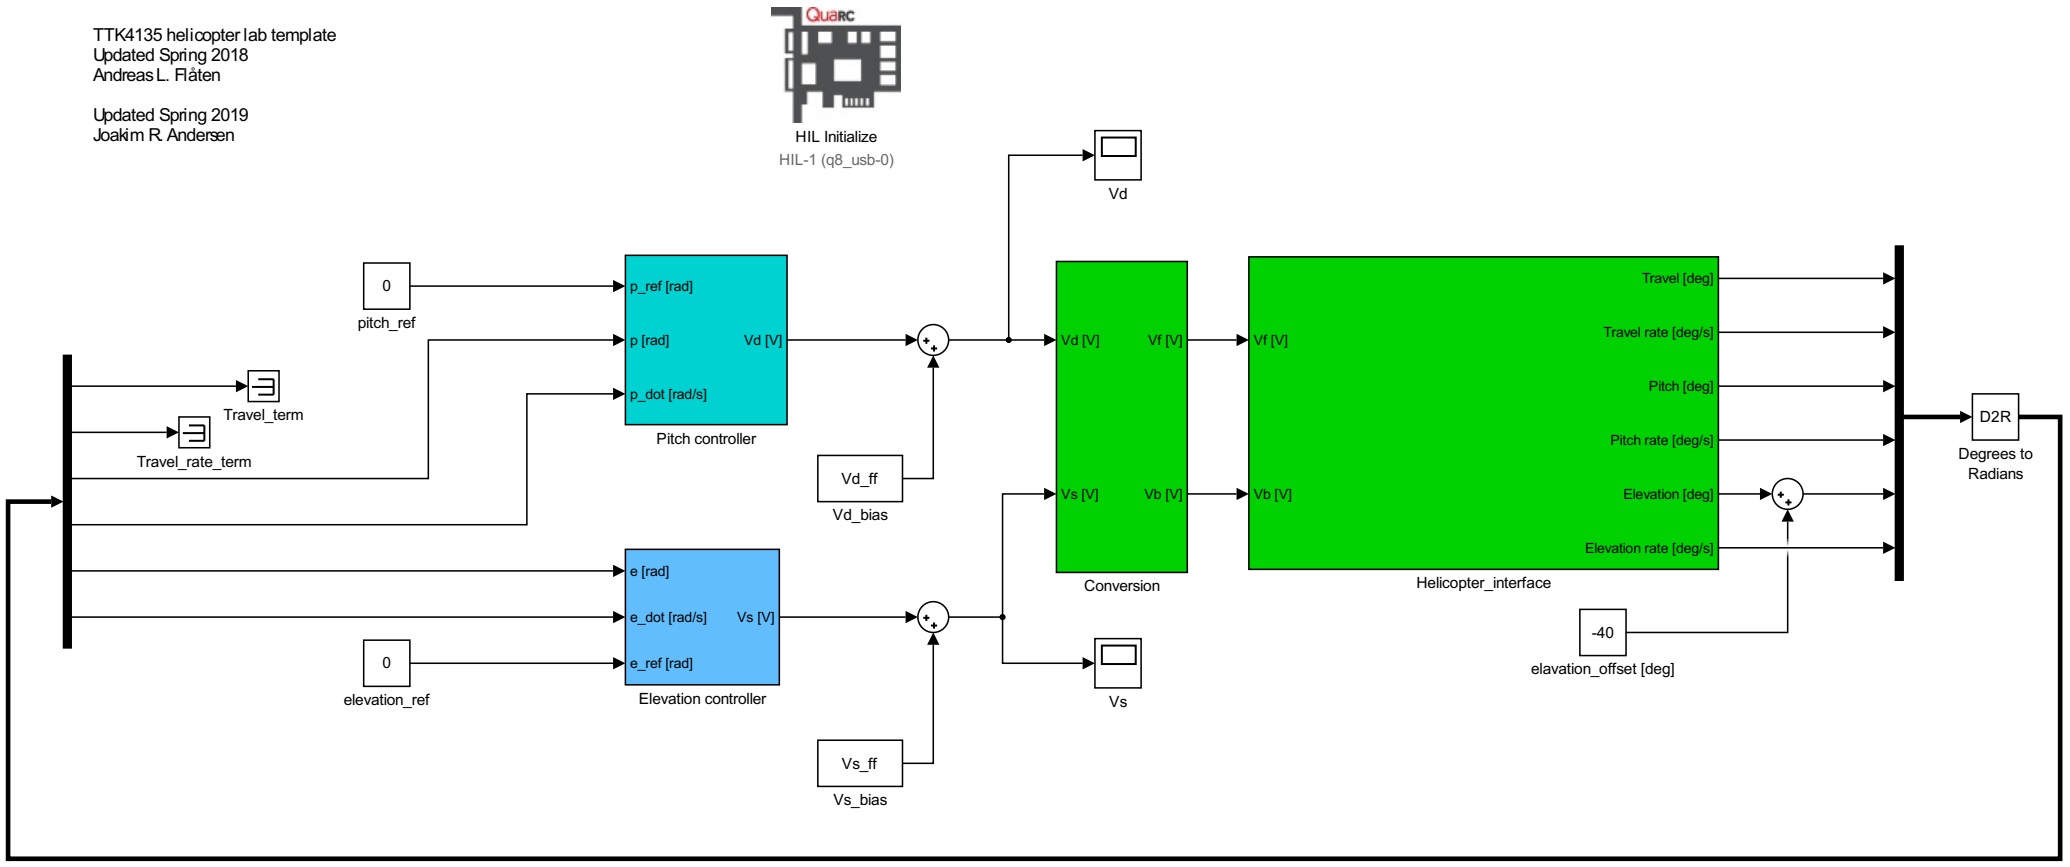 TTK4135 helicopter lab template
Updated Spring 2018
Andreas L. Flåten
Updated Spring 2019
Joakim R. Andersen
QUARC
HIL Initialize
HIL-1 (q8_usb-0)
Vd
0
pitch_ref
p_ref [rad]
p [rad]
p_dot [rad/s]
Vd [V]
Pitch controller
Travel_term
Travel_rate_term
Vd_ff
Vd_bias
e [rad]
e_dot [rad/s]
e_ref [rad]
Vs [V]
Elevation controller
0
elevation_ref
Vs_ff
Vs_bias
Vd [V]
Vs [V]
Vf [V]
Vb [V]
Conversion
Vs
Vf [V]
Vb [V]
Travel [deg]
Travel rate [deg/s]
Pitch [deg]
Pitch rate [deg/s]
Elevation [deg]
Elevation rate [deg/s]
Helicopter_interface
-40
elavation_offset [deg]
D2R
Degrees to
Radians